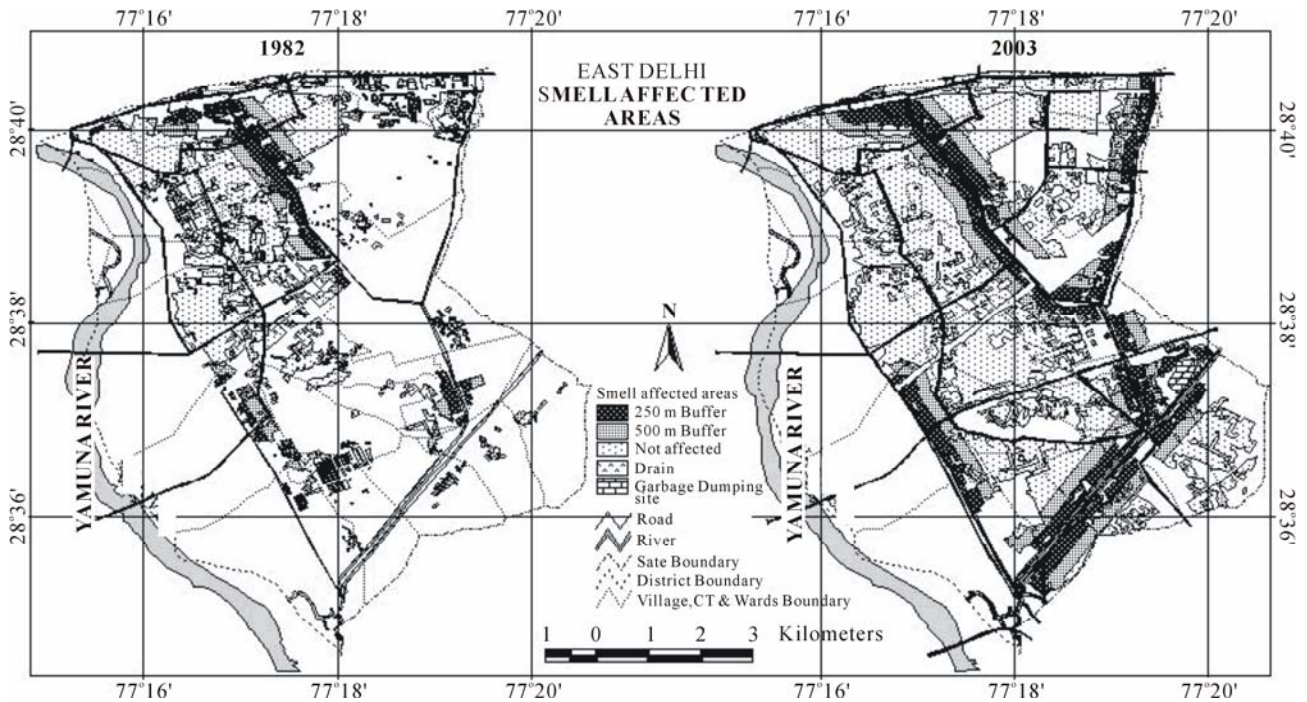 77°16'
77°18'
77°20'
77°16'
77°18'
77°20'
1982
2003
EAST DELHI
SMELL AFFECTED
AREAS
28°40'
28°40'
28°38'
28°38'
28°36'
28°36'
YAMUNA RIVER
YAMUNA RIVER
N
Smell affected areas
250 m Buffer
500 m Buffer
Not affected
Drain
Garbage Dumping
site
Road
River
Sate Boundary
District Boundary
Village,CT & Wards Boundary
1 0 1 2 3 Kilometers
77°16'
77°18'
77°20'
77°16'
77°18'
77°20'